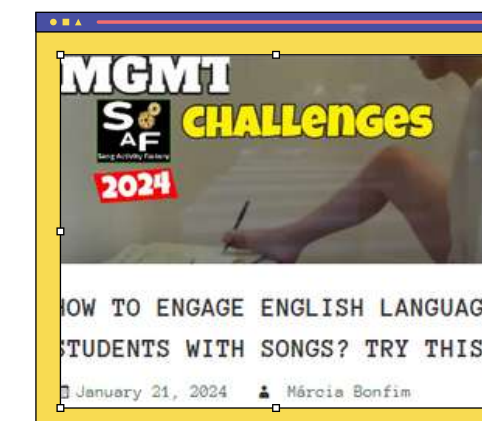 MGMT
SAF
CHALLENGES
Song Activity Factory
2024
HOW TO ENGAGE ENGLISH LANGUAG
STUDENTS WITH SONGS? TRY THIS
January 21, 2024 Márcia Bonfim